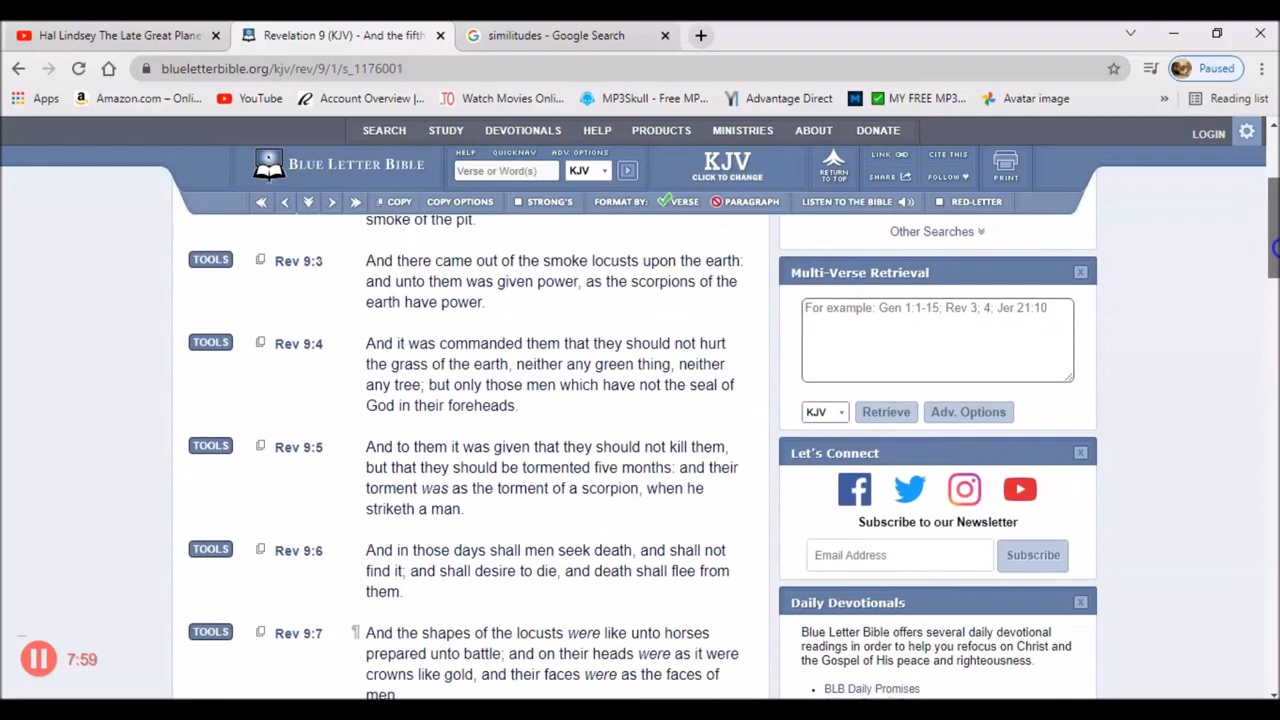 Hal Lindsey The Late Great Plane
Revelation 9 (KJV) - And the fifth
similitudes - Google Search
blueletterbible.org/kjv/rev/9/1/s_1176001
Paused
Apps
Amazon.com – Onli...
YouTube
Account Overview |...
Watch Movies Onli...
MP3Skull - Free MP...
Advantage Direct
MY FREE MP3...
Avatar image
»
Reading list
SEARCH STUDY DEVOTIONALS HELP PRODUCTS MINISTRIES ABOUT DONATE
LOGIN
BLUE LETTER BIBLE
HELP QUICKNAV ADV. OPTIONS
Verse or Word(s)
KJV
KJV
CLICK TO CHANGE
RETURN
TO TOP
LINK
CITE THIS
SHARE
FOLLOW
PRINT
COPY COPY OPTIONS STRONG'S FORMAT BY: VERSE PARAGRAPH LISTEN TO THE BIBLE RED-LETTER
smoke of the pit.
TOOLS Rev 9:3 And there came out of the smoke locusts upon the earth:
and unto them was given power, as the scorpions of the
earth have power.
TOOLS Rev 9:4 And it was commanded them that they should not hurt
the grass of the earth, neither any green thing, neither
any tree; but only those men which have not the seal of
God in their foreheads.
TOOLS Rev 9:5 And to them it was given that they should not kill them,
but that they should be tormented five months: and their
torment was as the torment of a scorpion, when he
striketh a man.
TOOLS Rev 9:6 And in those days shall men seek death, and shall not
find it; and shall desire to die, and death shall flee from
them.
TOOLS Rev 9:7 ¶ And the shapes of the locusts were like unto horses
prepared unto battle; and on their heads were as it were
crowns like gold, and their faces were as the faces of
men.
Other Searches
Multi-Verse Retrieval
For example: Gen 1:1-15; Rev 3; 4; Jer 21:10
KJV Retrieve Adv. Options
Let's Connect
Subscribe to our Newsletter
Email Address Subscribe
Daily Devotionals
Blue Letter Bible offers several daily devotional
readings in order to help you refocus on Christ and
the Gospel of His peace and righteousness.
• BLB Daily Promises
7:59